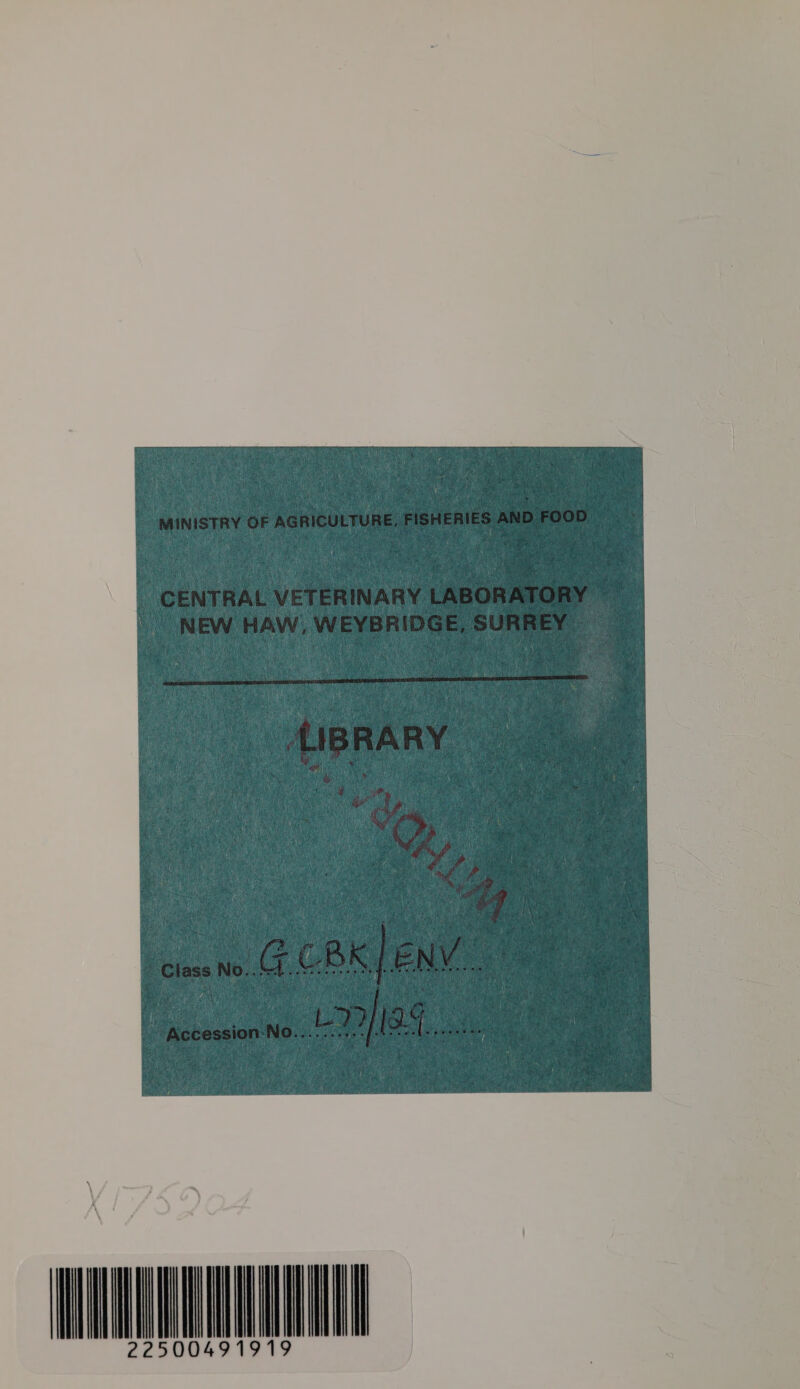 MINISTRY OF AGRICULTURE, FISHERIES AND FOOD
CENTRAL VETERINARY LABORATORY
NEW HAW, WEYBRIDGE, SURREY
LIBRARY
Class No.. G CBK/ENV
Accession No. L77/129
22500491919